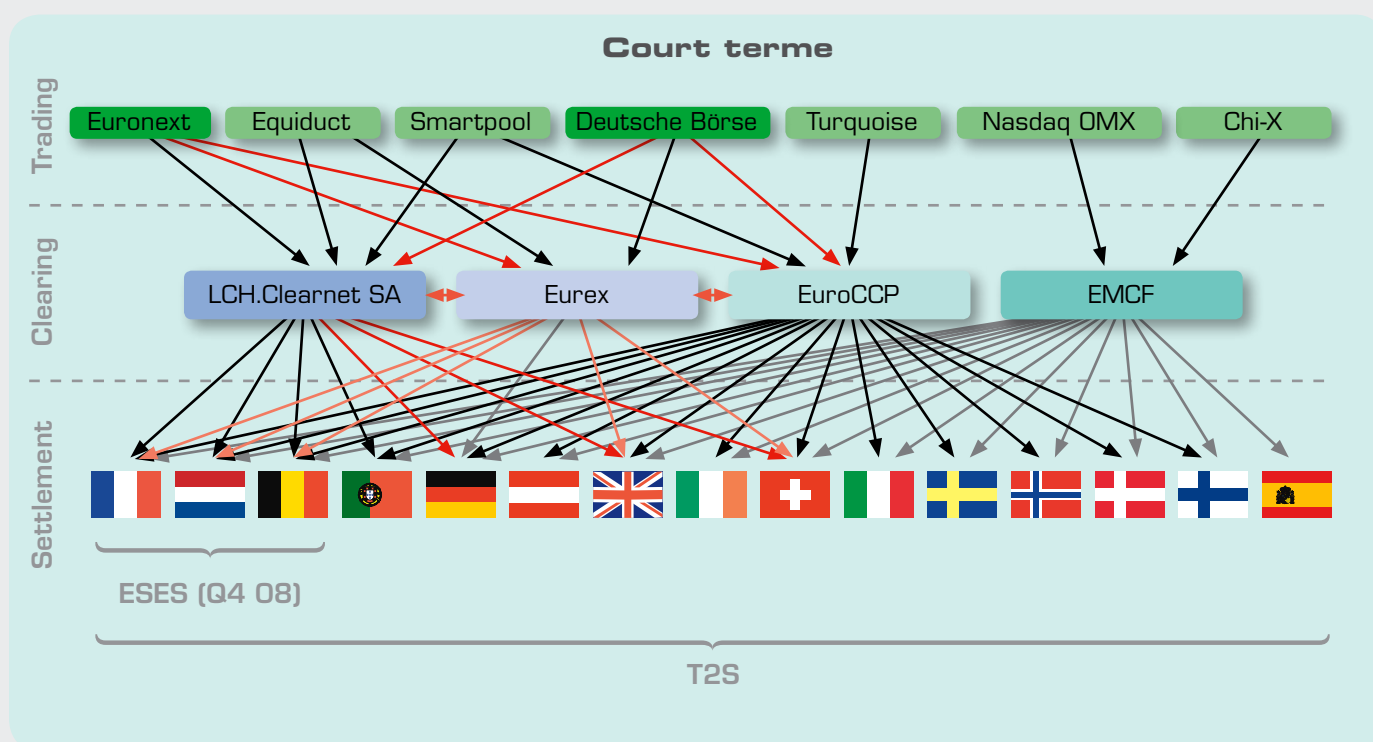 Court terme
Trading
Euronext
Equiduct
Smartpool
Deutsche Börse
Turquoise
Nasdaq OMX
Chi-X
Clearing
LCH.Clearnet SA
Eurex
EuroCCP
EMCF
Settlement
ESES (Q4 08)
T2S